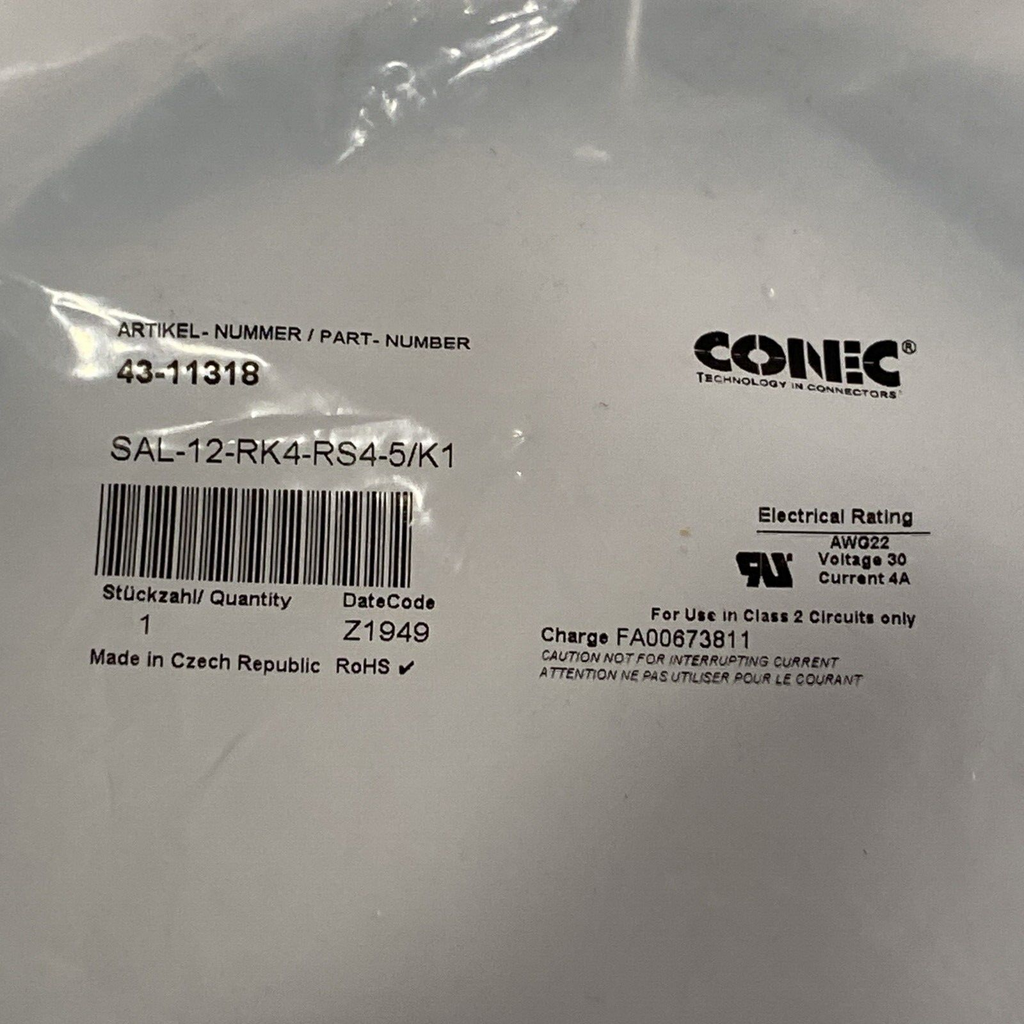 ARTIKEL- NUMMER / PART- NUMBER
43-11318
CONEC®
TECHNOLOGY IN CONNECTORS
SAL-12-RK4-RS4-5/K1
Stückzahl/ Quantity DateCode
1 Z1949
Made in Czech Republic RoHS ✔
Electrical Rating
AWG22
Voltage 30
Current 4A
For Use in Class 2 Circuits only
Charge FA00673811
CAUTION NOT FOR INTERRUPTING CURRENT
ATTENTION NE PAS UTILISER POUR LE COURANT